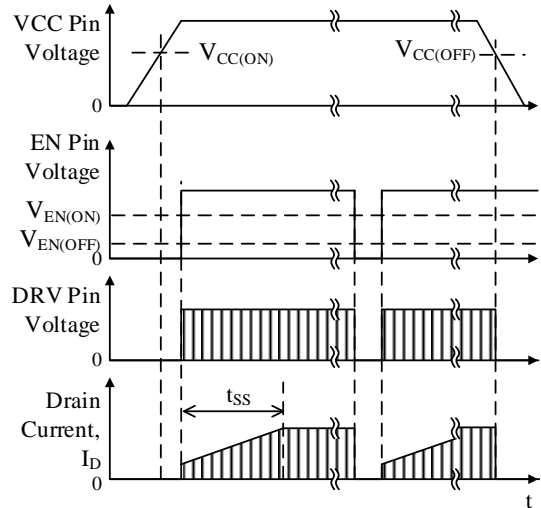 VCC Pin
Voltage
VCC(ON)
VCC(OFF)
0
EN Pin
Voltage
VEN(ON)
VEN(OFF)
0
DRV Pin
Voltage
0
Drain
Current,
ID
tSS
0
t